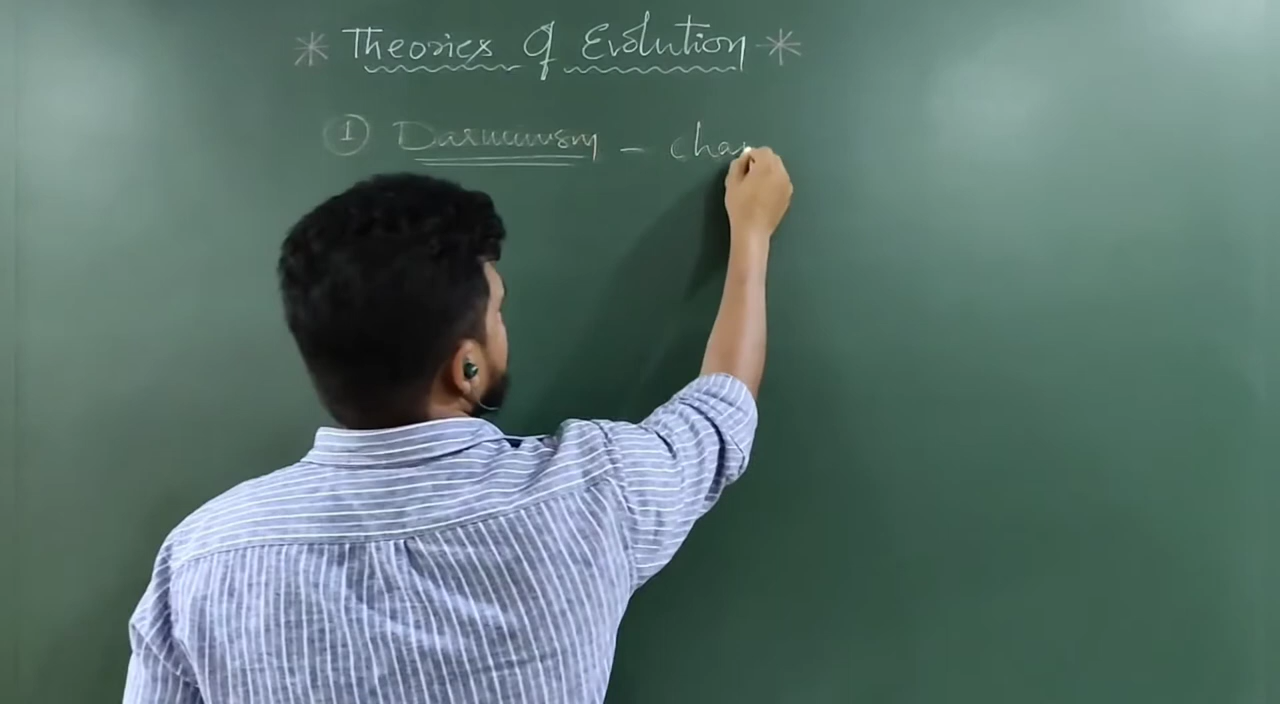 * Theories Of Evolution *
① Darwinism - Cha